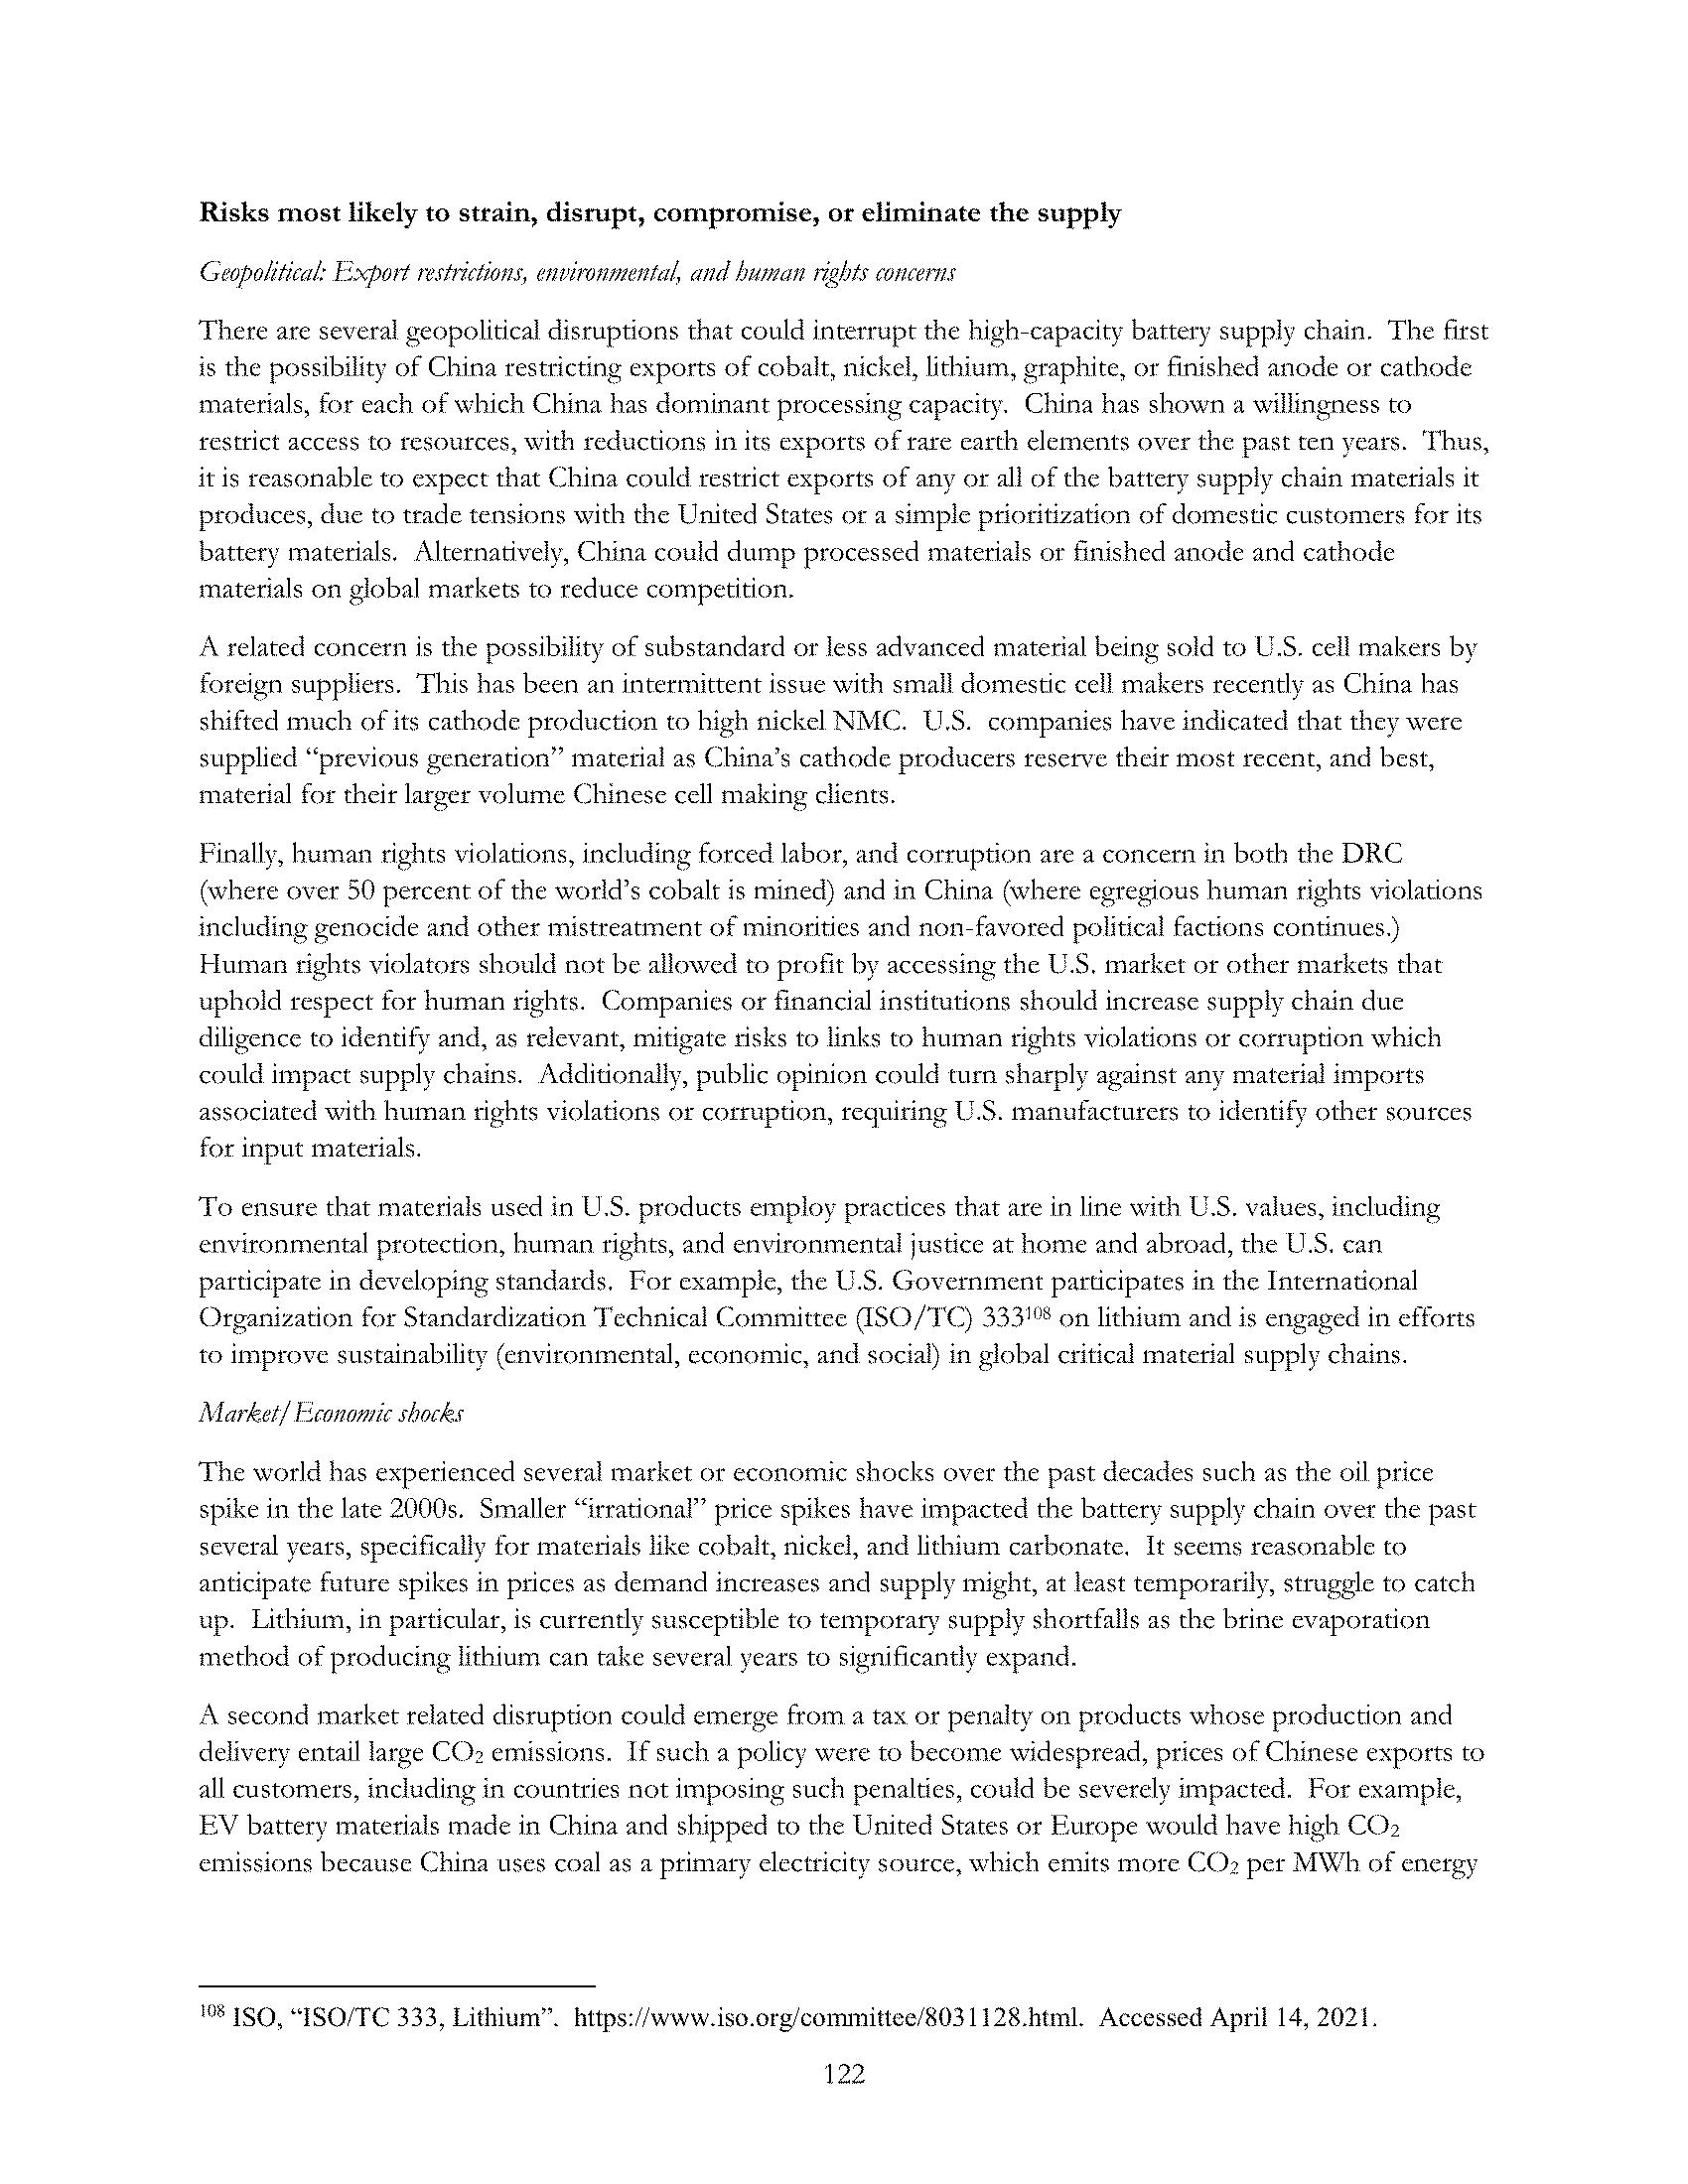 Risks most likely to strain, disrupt, compromise, or eliminate the supply
Geopolitical: Export restrictions, environmental, and human rights concerns
There are several geopolitical disruptions that could interrupt the high-capacity battery supply chain.  The first
is the possibility of China restricting exports of cobalt, nickel, lithium, graphite, or finished anode or cathode
materials, for each of which China has dominant processing capacity.  China has shown a willingness to
restrict access to resources, with reductions in its exports of rare earth elements over the past ten years.  Thus,
it is reasonable to expect that China could restrict exports of any or all of the battery supply chain materials it
produces, due to trade tensions with the United States or a simple prioritization of domestic customers for its
battery materials.  Alternatively, China could dump processed materials or finished anode and cathode
materials on global markets to reduce competition.
A related concern is the possibility of substandard or less advanced material being sold to U.S. cell makers by
foreign suppliers.  This has been an intermittent issue with small domestic cell makers recently as China has
shifted much of its cathode production to high nickel NMC.  U.S.  companies have indicated that they were
supplied “previous generation” material as China’s cathode producers reserve their most recent, and best,
material for their larger volume Chinese cell making clients.
Finally, human rights violations, including forced labor, and corruption are a concern in both the DRC
(where over 50 percent of the world’s cobalt is mined) and in China (where egregious human rights violations
including genocide and other mistreatment of minorities and non-favored political factions continues.)
Human rights violators should not be allowed to profit by accessing the U.S. market or other markets that
uphold respect for human rights.  Companies or financial institutions should increase supply chain due
diligence to identify and, as relevant, mitigate risks to links to human rights violations or corruption which
could impact supply chains.  Additionally, public opinion could turn sharply against any material imports
associated with human rights violations or corruption, requiring U.S. manufacturers to identify other sources
for input materials.
To ensure that materials used in U.S. products employ practices that are in line with U.S. values, including
environmental protection, human rights, and environmental justice at home and abroad, the U.S. can
participate in developing standards.  For example, the U.S. Government participates in the International
Organization for Standardization Technical Committee (ISO/TC) 333¹⁰⁸ on lithium and is engaged in efforts
to improve sustainability (environmental, economic, and social) in global critical material supply chains.
Market/Economic shocks
The world has experienced several market or economic shocks over the past decades such as the oil price
spike in the late 2000s.  Smaller “irrational” price spikes have impacted the battery supply chain over the past
several years, specifically for materials like cobalt, nickel, and lithium carbonate.  It seems reasonable to
anticipate future spikes in prices as demand increases and supply might, at least temporarily, struggle to catch
up.  Lithium, in particular, is currently susceptible to temporary supply shortfalls as the brine evaporation
method of producing lithium can take several years to significantly expand.
A second market related disruption could emerge from a tax or penalty on products whose production and
delivery entail large CO₂ emissions.  If such a policy were to become widespread, prices of Chinese exports to
all customers, including in countries not imposing such penalties, could be severely impacted.  For example,
EV battery materials made in China and shipped to the United States or Europe would have high CO₂
emissions because China uses coal as a primary electricity source, which emits more CO₂ per MWh of energy
¹⁰⁸ ISO, “ISO/TC 333, Lithium”.  https://www.iso.org/committee/8031128.html.  Accessed April 14, 2021.
122